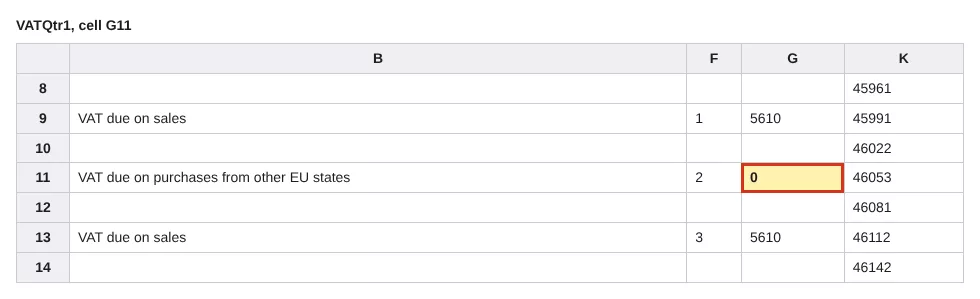 VATQtr1, cell G11
B F G K
8 45961
9 VAT due on sales 1 5610 45991
10 46022
11 VAT due on purchases from other EU states 2 0 46053
12 46081
13 VAT due on sales 3 5610 46112
14 46142